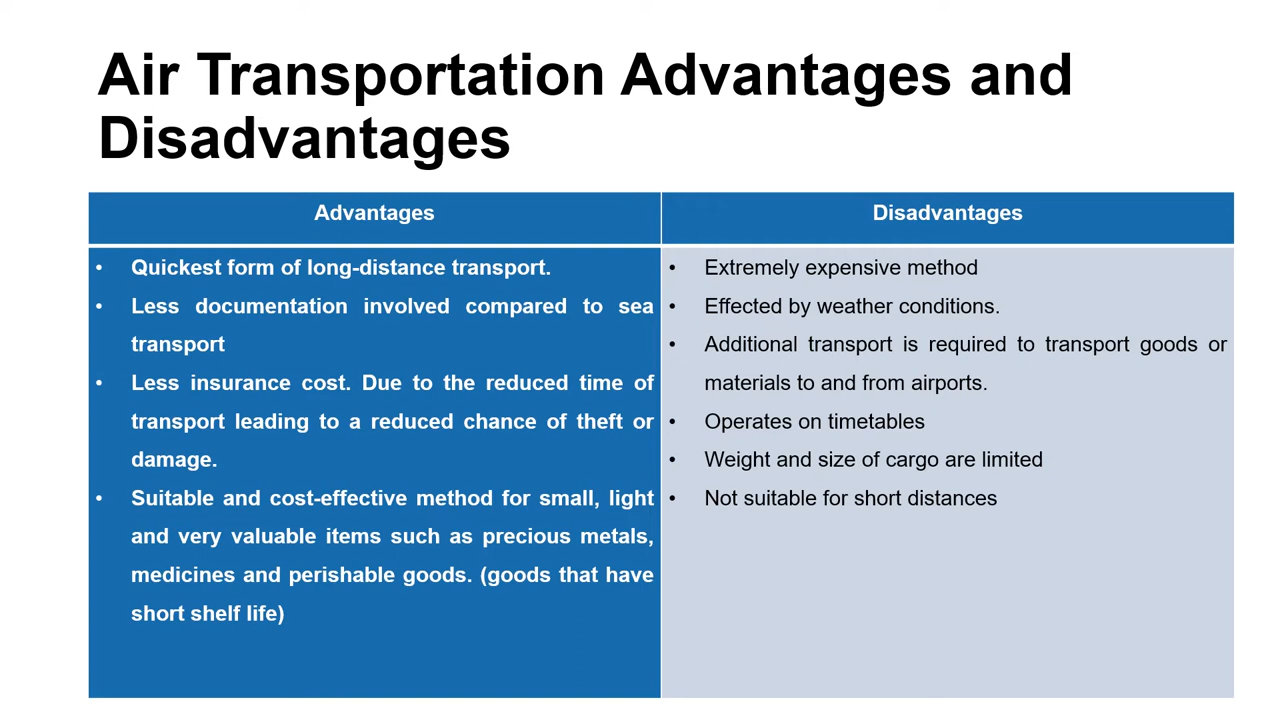 Air Transportation Advantages and
Disadvantages
Advantages
Disadvantages
• Quickest form of long-distance transport.
• Less documentation involved compared to sea
transport
• Less insurance cost. Due to the reduced time of
transport leading to a reduced chance of theft or
damage.
• Suitable and cost-effective method for small, light
and very valuable items such as precious metals,
medicines and perishable goods. (goods that have
short shelf life)
• Extremely expensive method
• Effected by weather conditions.
• Additional transport is required to transport goods or
materials to and from airports.
• Operates on timetables
• Weight and size of cargo are limited
• Not suitable for short distances